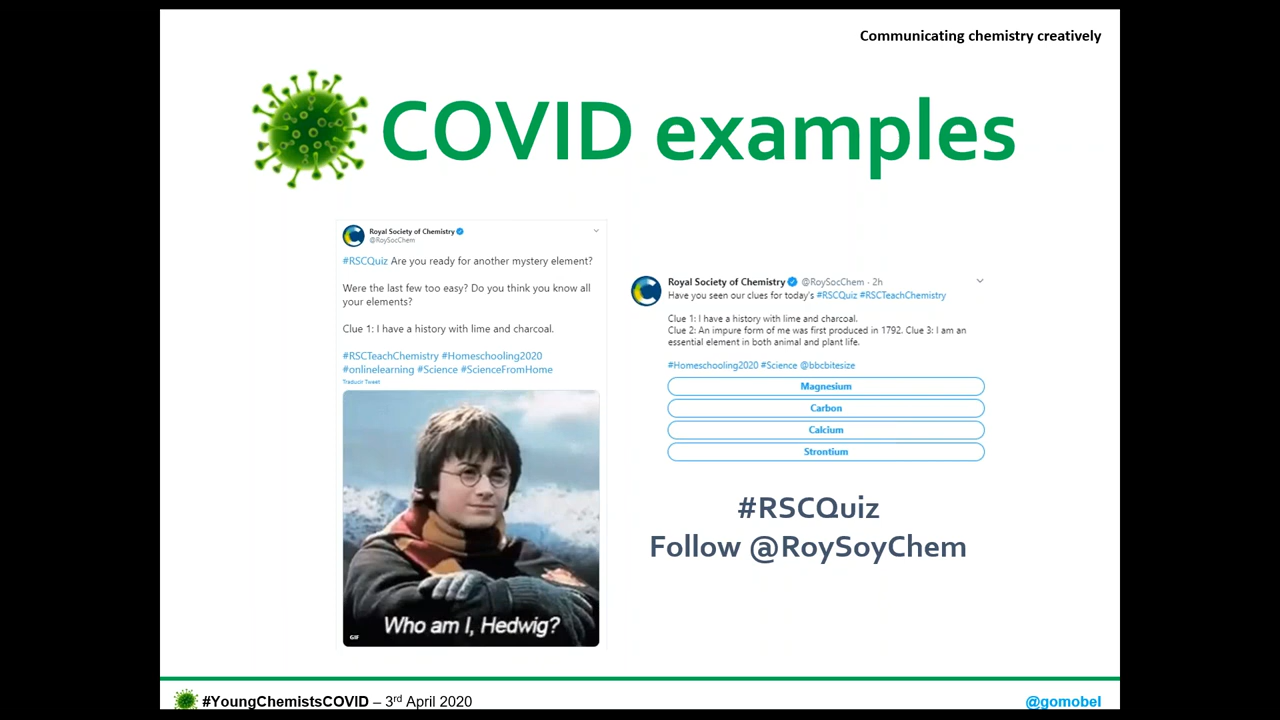 Communicating chemistry creatively
COVID examples
Royal Society of Chemistry
@RoySocChem
#RSCQuiz Are you ready for another mystery element?
Were the last few too easy? Do you think you know all
your elements?
Clue 1: I have a history with lime and charcoal.
#RSCTeachChemistry #Homeschooling2020
#onlinelearning #Science #ScienceFromHome
Traducir Tweet
Who am I, Hedwig?
GIF
Royal Society of Chemistry @RoySocChem · 2h
Have you seen our clues for today's #RSCQuiz #RSCTeachChemistry
Clue 1: I have a history with lime and charcoal.
Clue 2: An impure form of me was first produced in 1792. Clue 3: I am an
essential element in both animal and plant life.
#Homeschooling2020 #Science @bbcbitesize
Magnesium
Carbon
Calcium
Strontium
#RSCQuiz
Follow @RoySoyChem
#YoungChemistsCOVID – 3rd April 2020
@gomobel